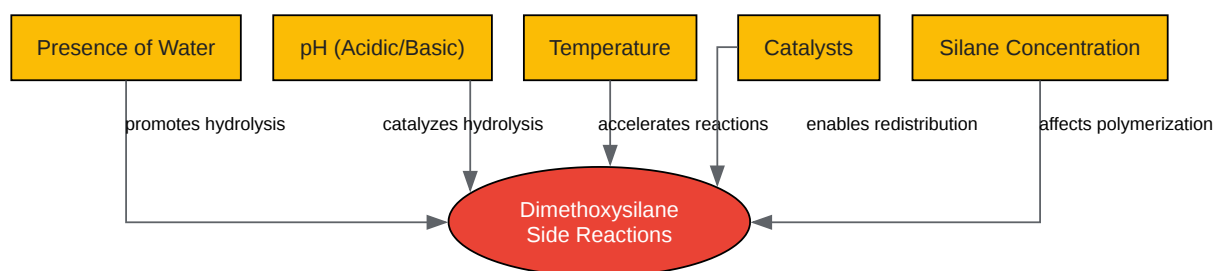 Presence of Water
pH (Acidic/Basic)
Temperature
Catalysts
Silane Concentration
promotes hydrolysis
catalyzes hydrolysis
accelerates reactions
enables redistribution
affects polymerization
Dimethoxysilane
Side Reactions